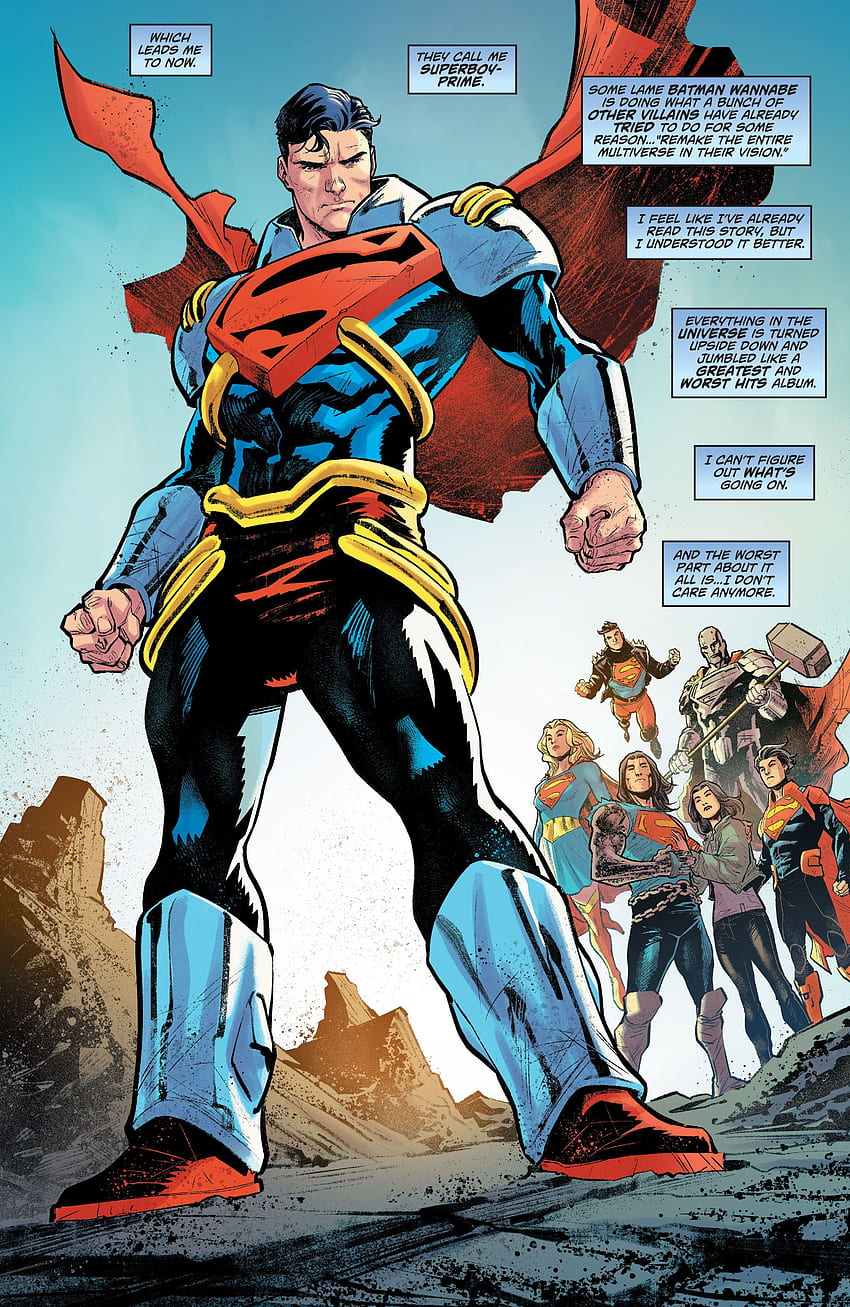 WHICH
LEADS ME
TO NOW.
THEY CALL ME
SUPERBOY-
PRIME.
SOME LAME BATMAN WANNABE
IS DOING WHAT A BUNCH OF
OTHER VILLAINS HAVE ALREADY
TRIED TO DO FOR SOME
REASON..."REMAKE THE ENTIRE
MULTIVERSE IN THEIR VISION."
I FEEL LIKE I'VE ALREADY
READ THIS STORY, BUT
I UNDERSTOOD IT BETTER.
EVERYTHING IN THE
UNIVERSE IS TURNED
UPSIDE DOWN AND
JUMBLED LIKE A
GREATEST AND
WORST HITS ALBUM.
I CAN'T FIGURE
OUT WHAT'S
GOING ON.
AND THE WORST
PART ABOUT IT
ALL IS...I DON'T
CARE ANYMORE.